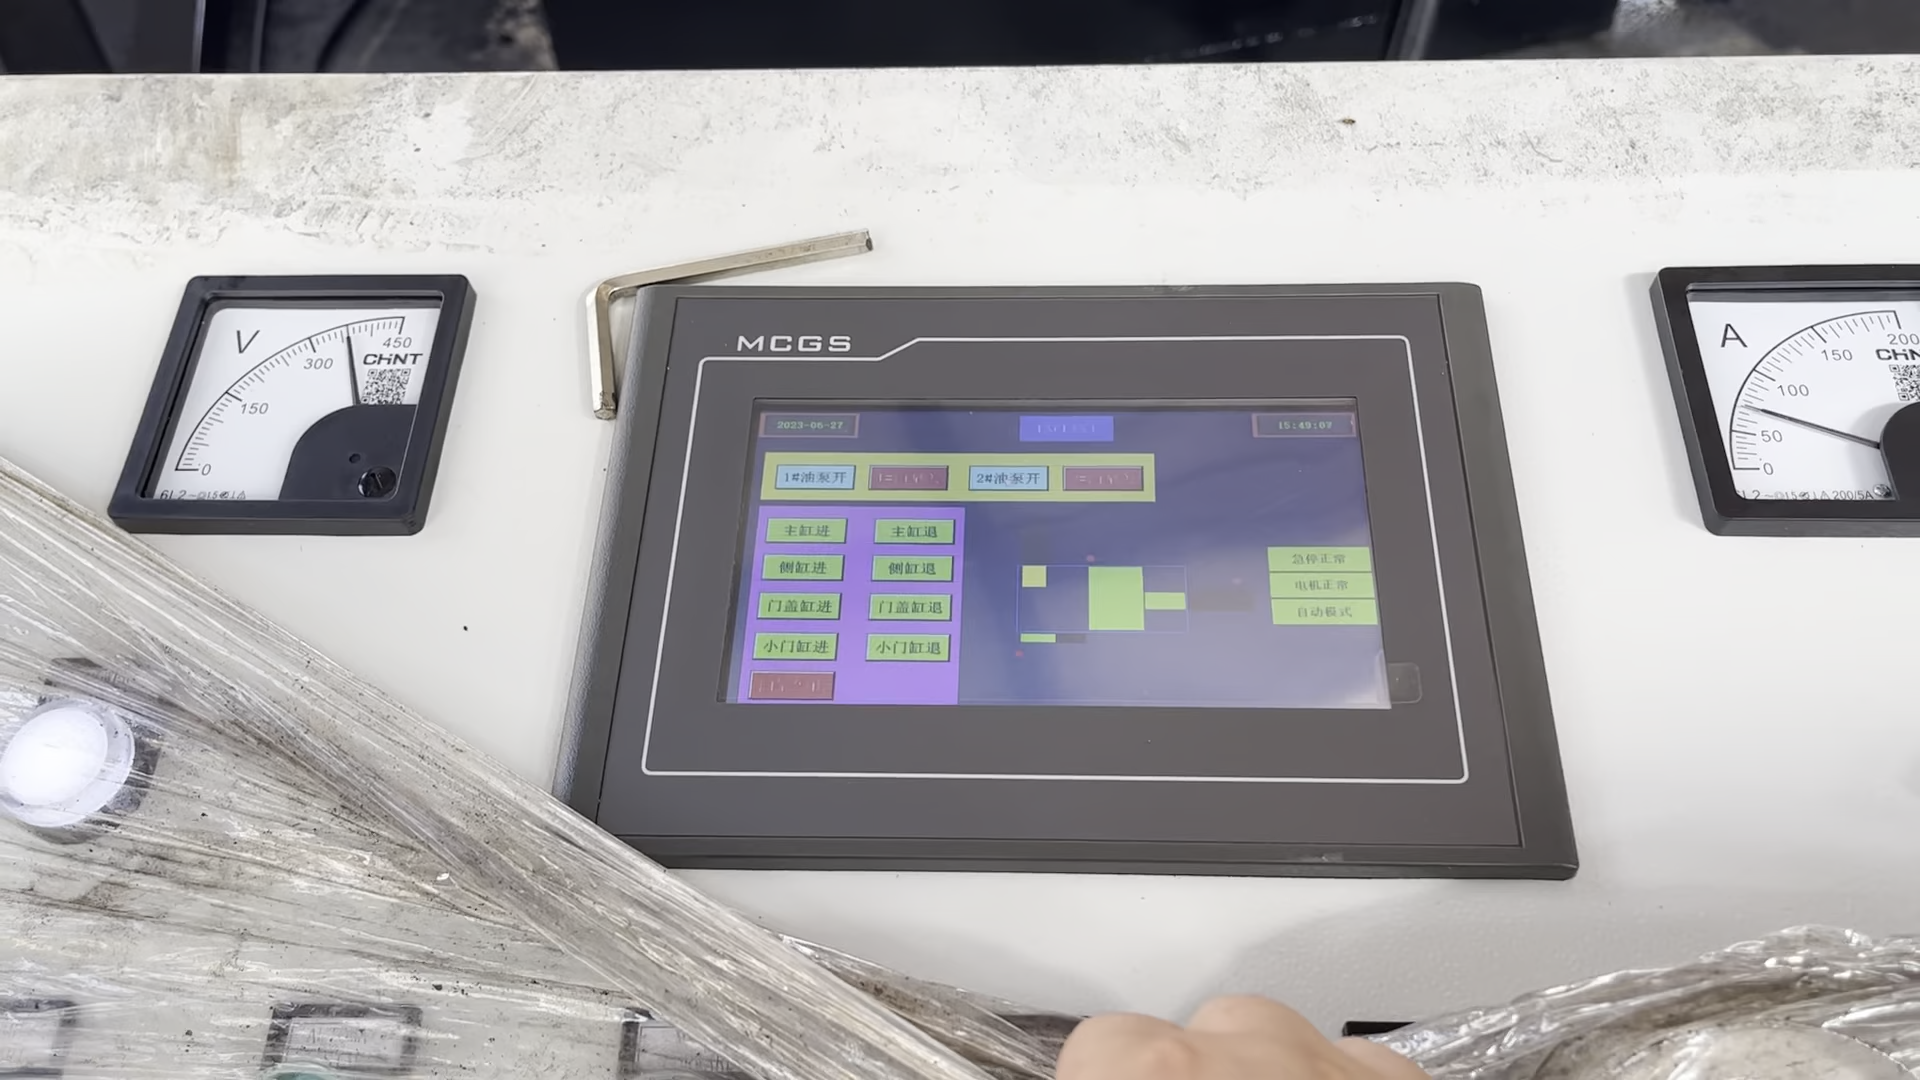 V
450
CHNT
300
150
0
MCGS
2023-06-27
15:49:07
1#油泵开
2#油泵开
主缸进
主缸退
侧缸进
侧缸退
门盖缸进
门盖缸退
小门缸进
小门缸退
急停正常
电机正常
自动模式
A
200
150
100
50
0
200/5A